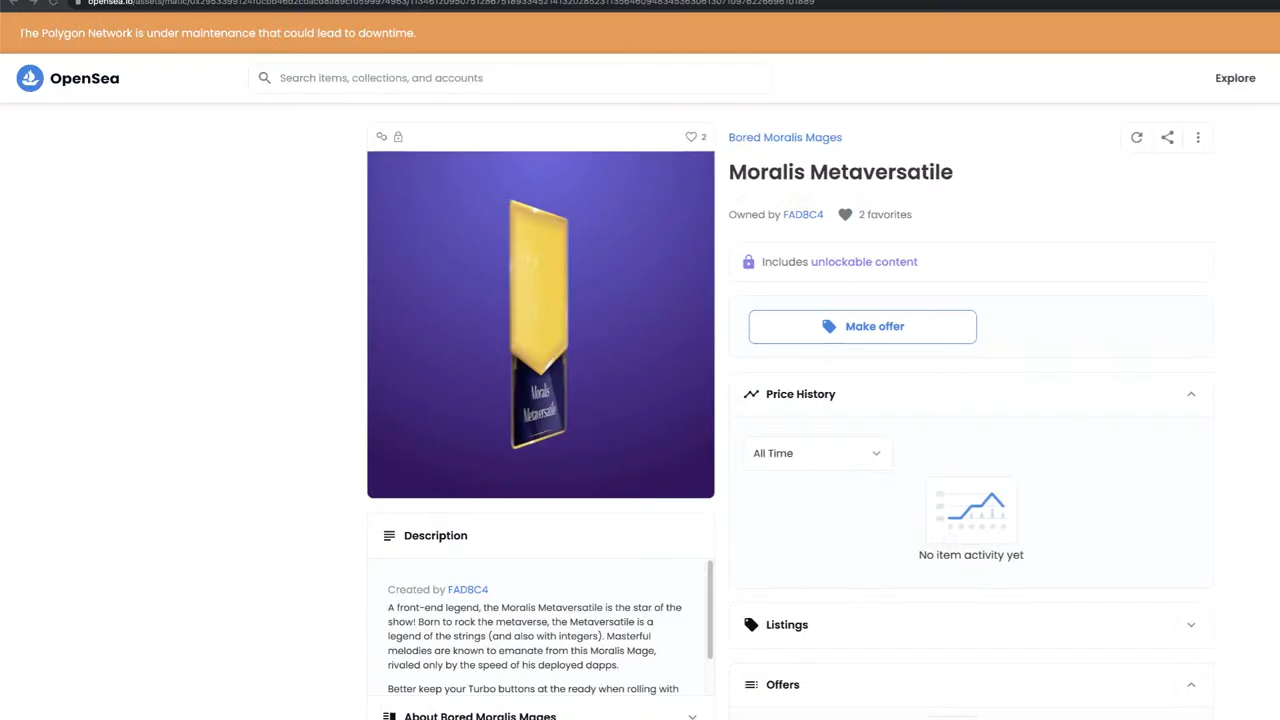 The Polygon Network is under maintenance that could lead to downtime.
OpenSea
Search items, collections, and accounts
Explore
2
Bored Moralis Mages
Moralis Metaversatile
Owned by FAD8C4
2 favorites
Includes unlockable content
Make offer
Moralis
Metaversatile
Price History
All Time
No item activity yet
Description
Created by FAD8C4
A front-end legend, the Moralis Metaversatile is the star of the
show! Born to rock the metaverse, the Metaversatile is a
legend of the strings (and also with integers). Masterful
melodies are known to emanate from this Moralis Mage,
rivaled only by the speed of his deployed dapps.
Better keep your Turbo buttons at the ready when rolling with
About Bored Moralis Mages
Listings
Offers